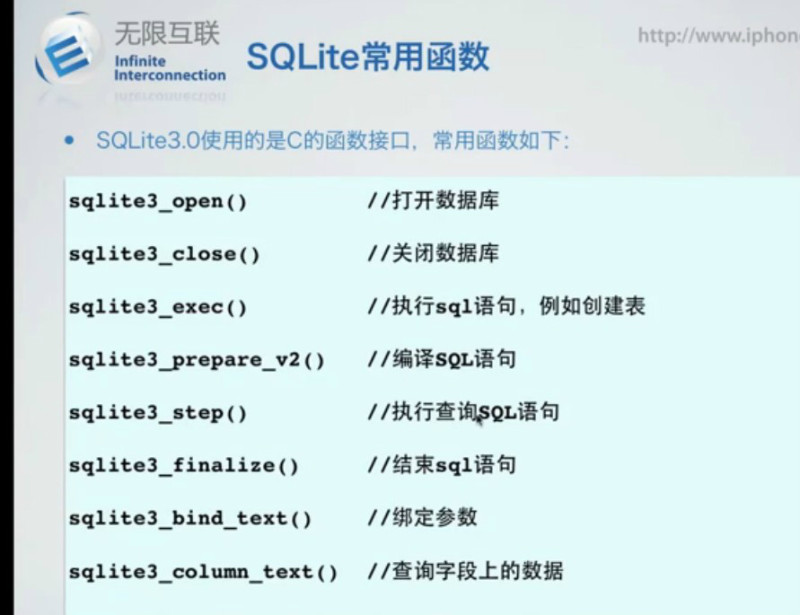 无限互联
Infinite
Interconnection
SQLite常用函数
http://www.iphon
• SQLite3.0使用的是C的函数接口，常用函数如下：
sqlite3_open() //打开数据库
sqlite3_close() //关闭数据库
sqlite3_exec() //执行sql语句，例如创建表
sqlite3_prepare_v2() //编译SQL语句
sqlite3_step() //执行查询SQL语句
sqlite3_finalize() //结束sql语句
sqlite3_bind_text() //绑定参数
sqlite3_column_text() //查询字段上的数据